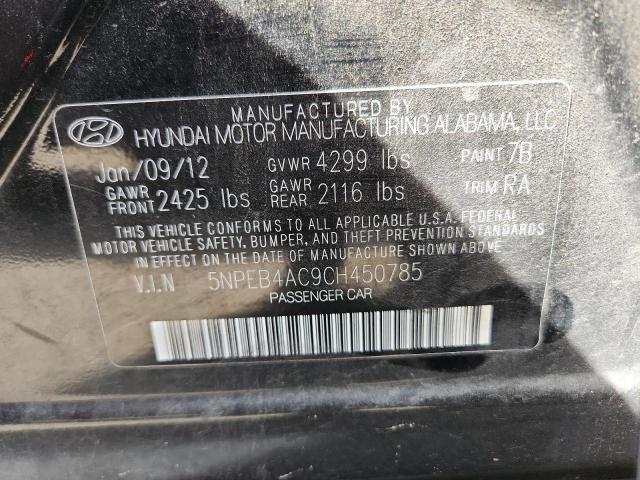 MANUFACTURED BY
HYUNDAI MOTOR MANUFACTURING ALABAMA, LLC
Jan/09/12 GVWR 4299 lbs PAINT 7B
GAWR FRONT 2425 lbs GAWR REAR 2116 lbs TRIM RA
THIS VEHICLE CONFORMS TO ALL APPLICABLE U.S.A. FEDERAL
MOTOR VEHICLE SAFETY, BUMPER, AND THEFT PREVENTION STANDARDS
IN EFFECT ON THE DATE OF MANUFACTURE SHOWN ABOVE.
V.I.N 5NPEB4AC9CH450785
PASSENGER CAR